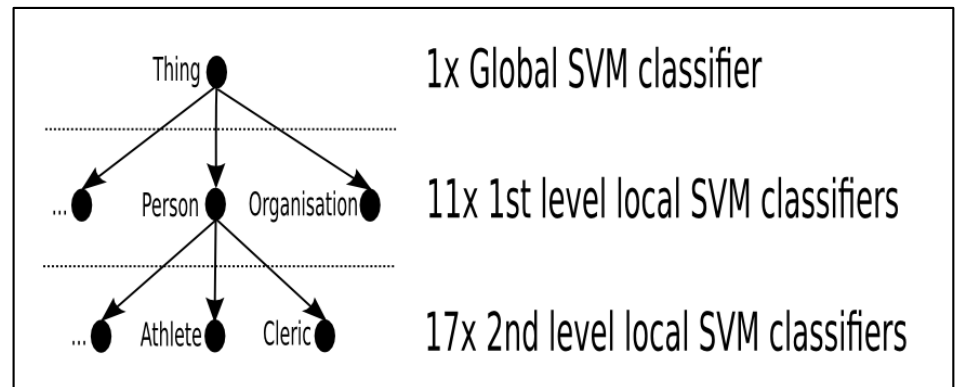 Thing 1x Global SVM classifier
... Person Organisation 11x 1st level local SVM classifiers
... Athlete Cleric 17x 2nd level local SVM classifiers